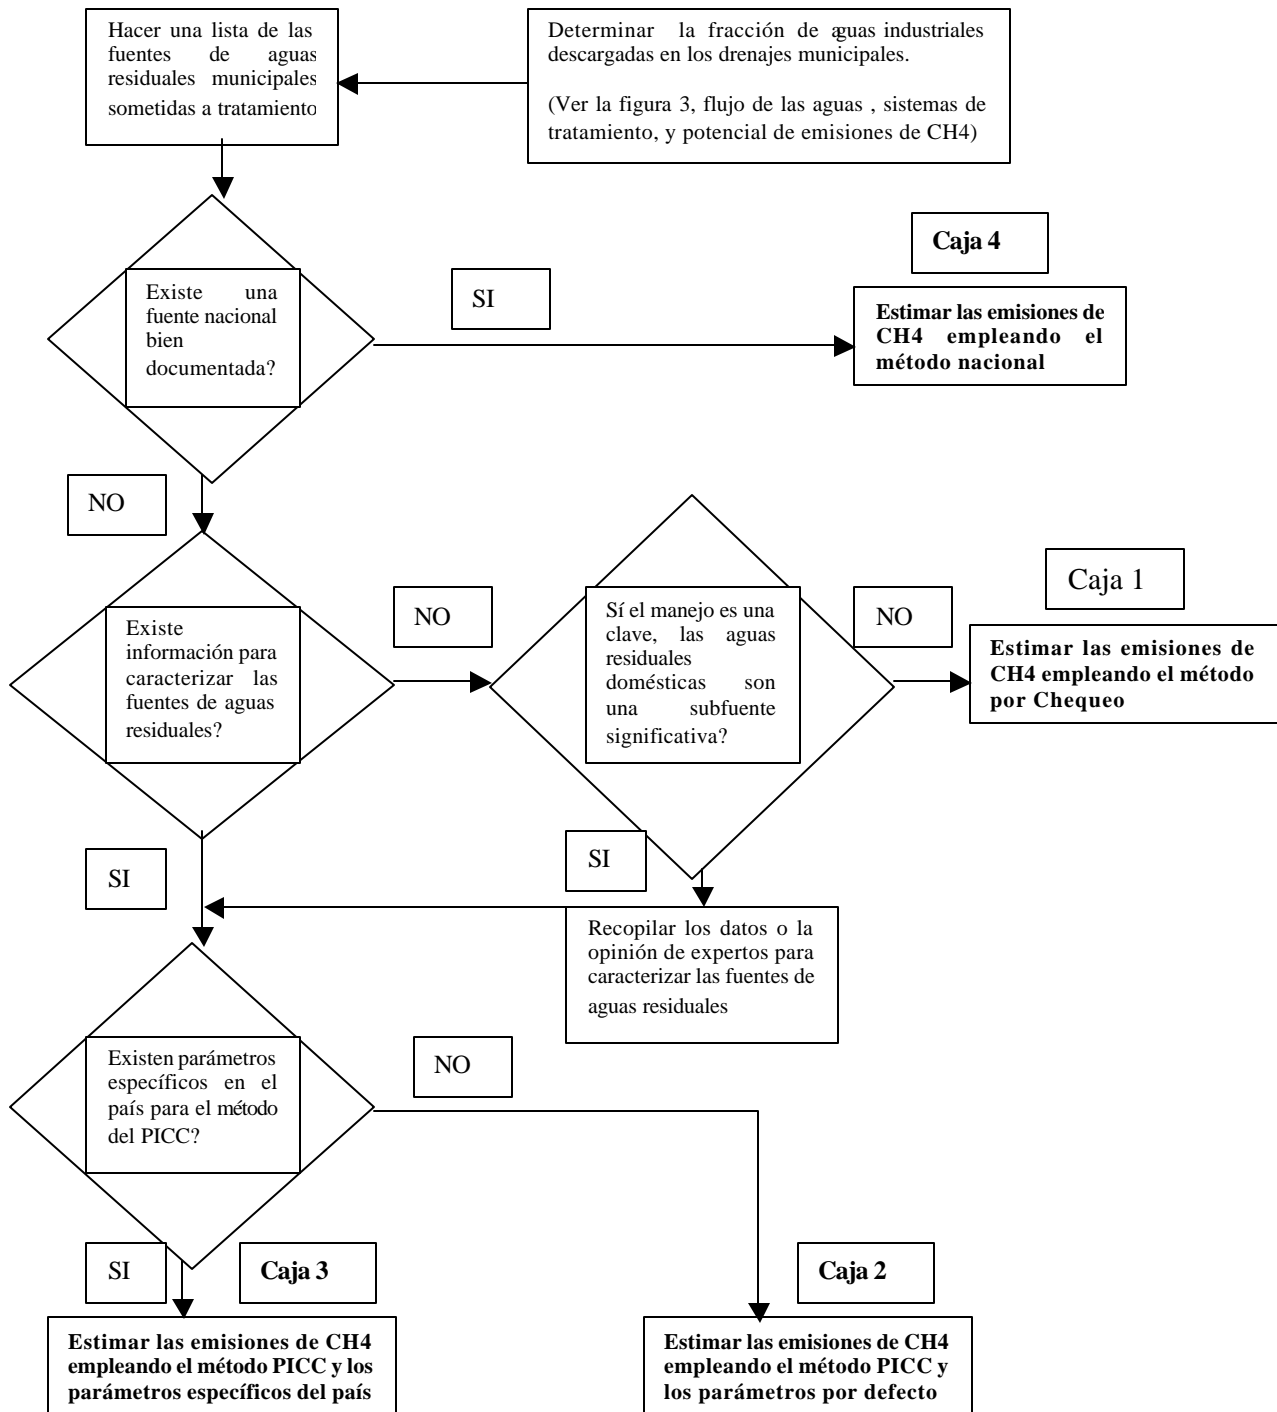 Hacer una lista de las
fuentes de aguas
residuales municipales
sometidas a tratamiento
Determinar la fracción de aguas industriales
descargadas en los drenajes municipales.
(Ver la figura 3, flujo de las aguas , sistemas de
tratamiento, y potencial de emisiones de CH4)
Existe una
fuente nacional
bien
documentada?
SI
Caja 4
Estimar las emisiones de
CH4 empleando el
método nacional
NO
Existe
información para
caracterizar las
fuentes de aguas
residuales?
NO
Sí el manejo es una
clave, las aguas
residuales
domésticas son
una subfuente
significativa?
NO
Caja 1
Estimar las emisiones de
CH4 empleando el método
por Chequeo
SI
SI
Recopilar los datos o la
opinión de expertos para
caracterizar las fuentes de
aguas residuales
Existen parámetros
específicos en el
país para el método
del PICC?
NO
SI
Caja 3
Caja 2
Estimar las emisiones de CH4
empleando el método PICC y los
parámetros específicos del país
Estimar las emisiones de CH4
empleando el método PICC y
los parámetros por defecto